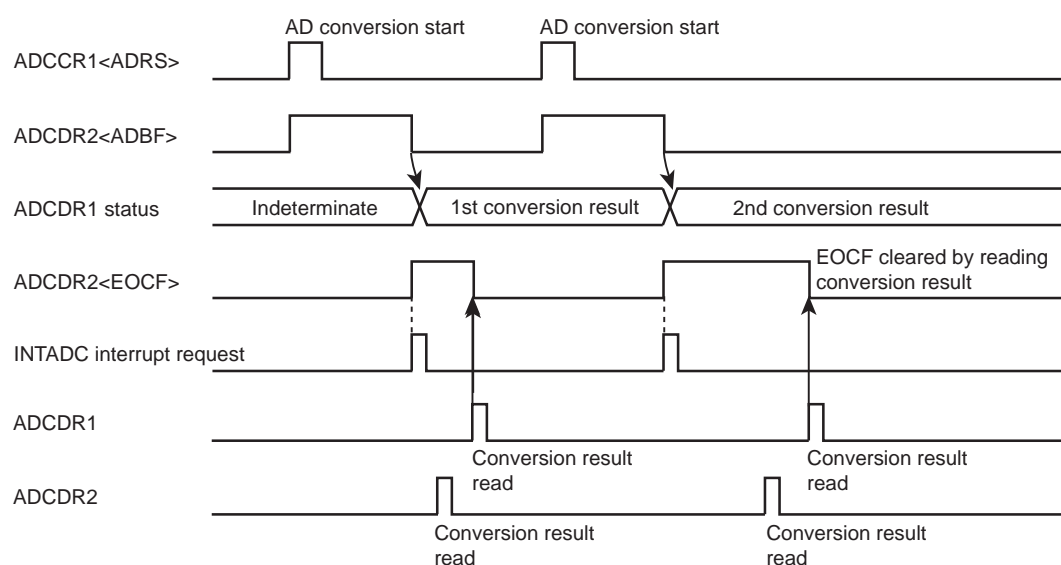 AD conversion start
AD conversion start
ADCCR1<ADRS>
ADCDR2<ADBF>
ADCDR1 status
Indeterminate
1st conversion result
2nd conversion result
EOCF cleared by reading
conversion result
ADCDR2<EOCF>
INTADC interrupt request
ADCDR1
Conversion result
read
Conversion result
read
ADCDR2
Conversion result
read
Conversion result
read